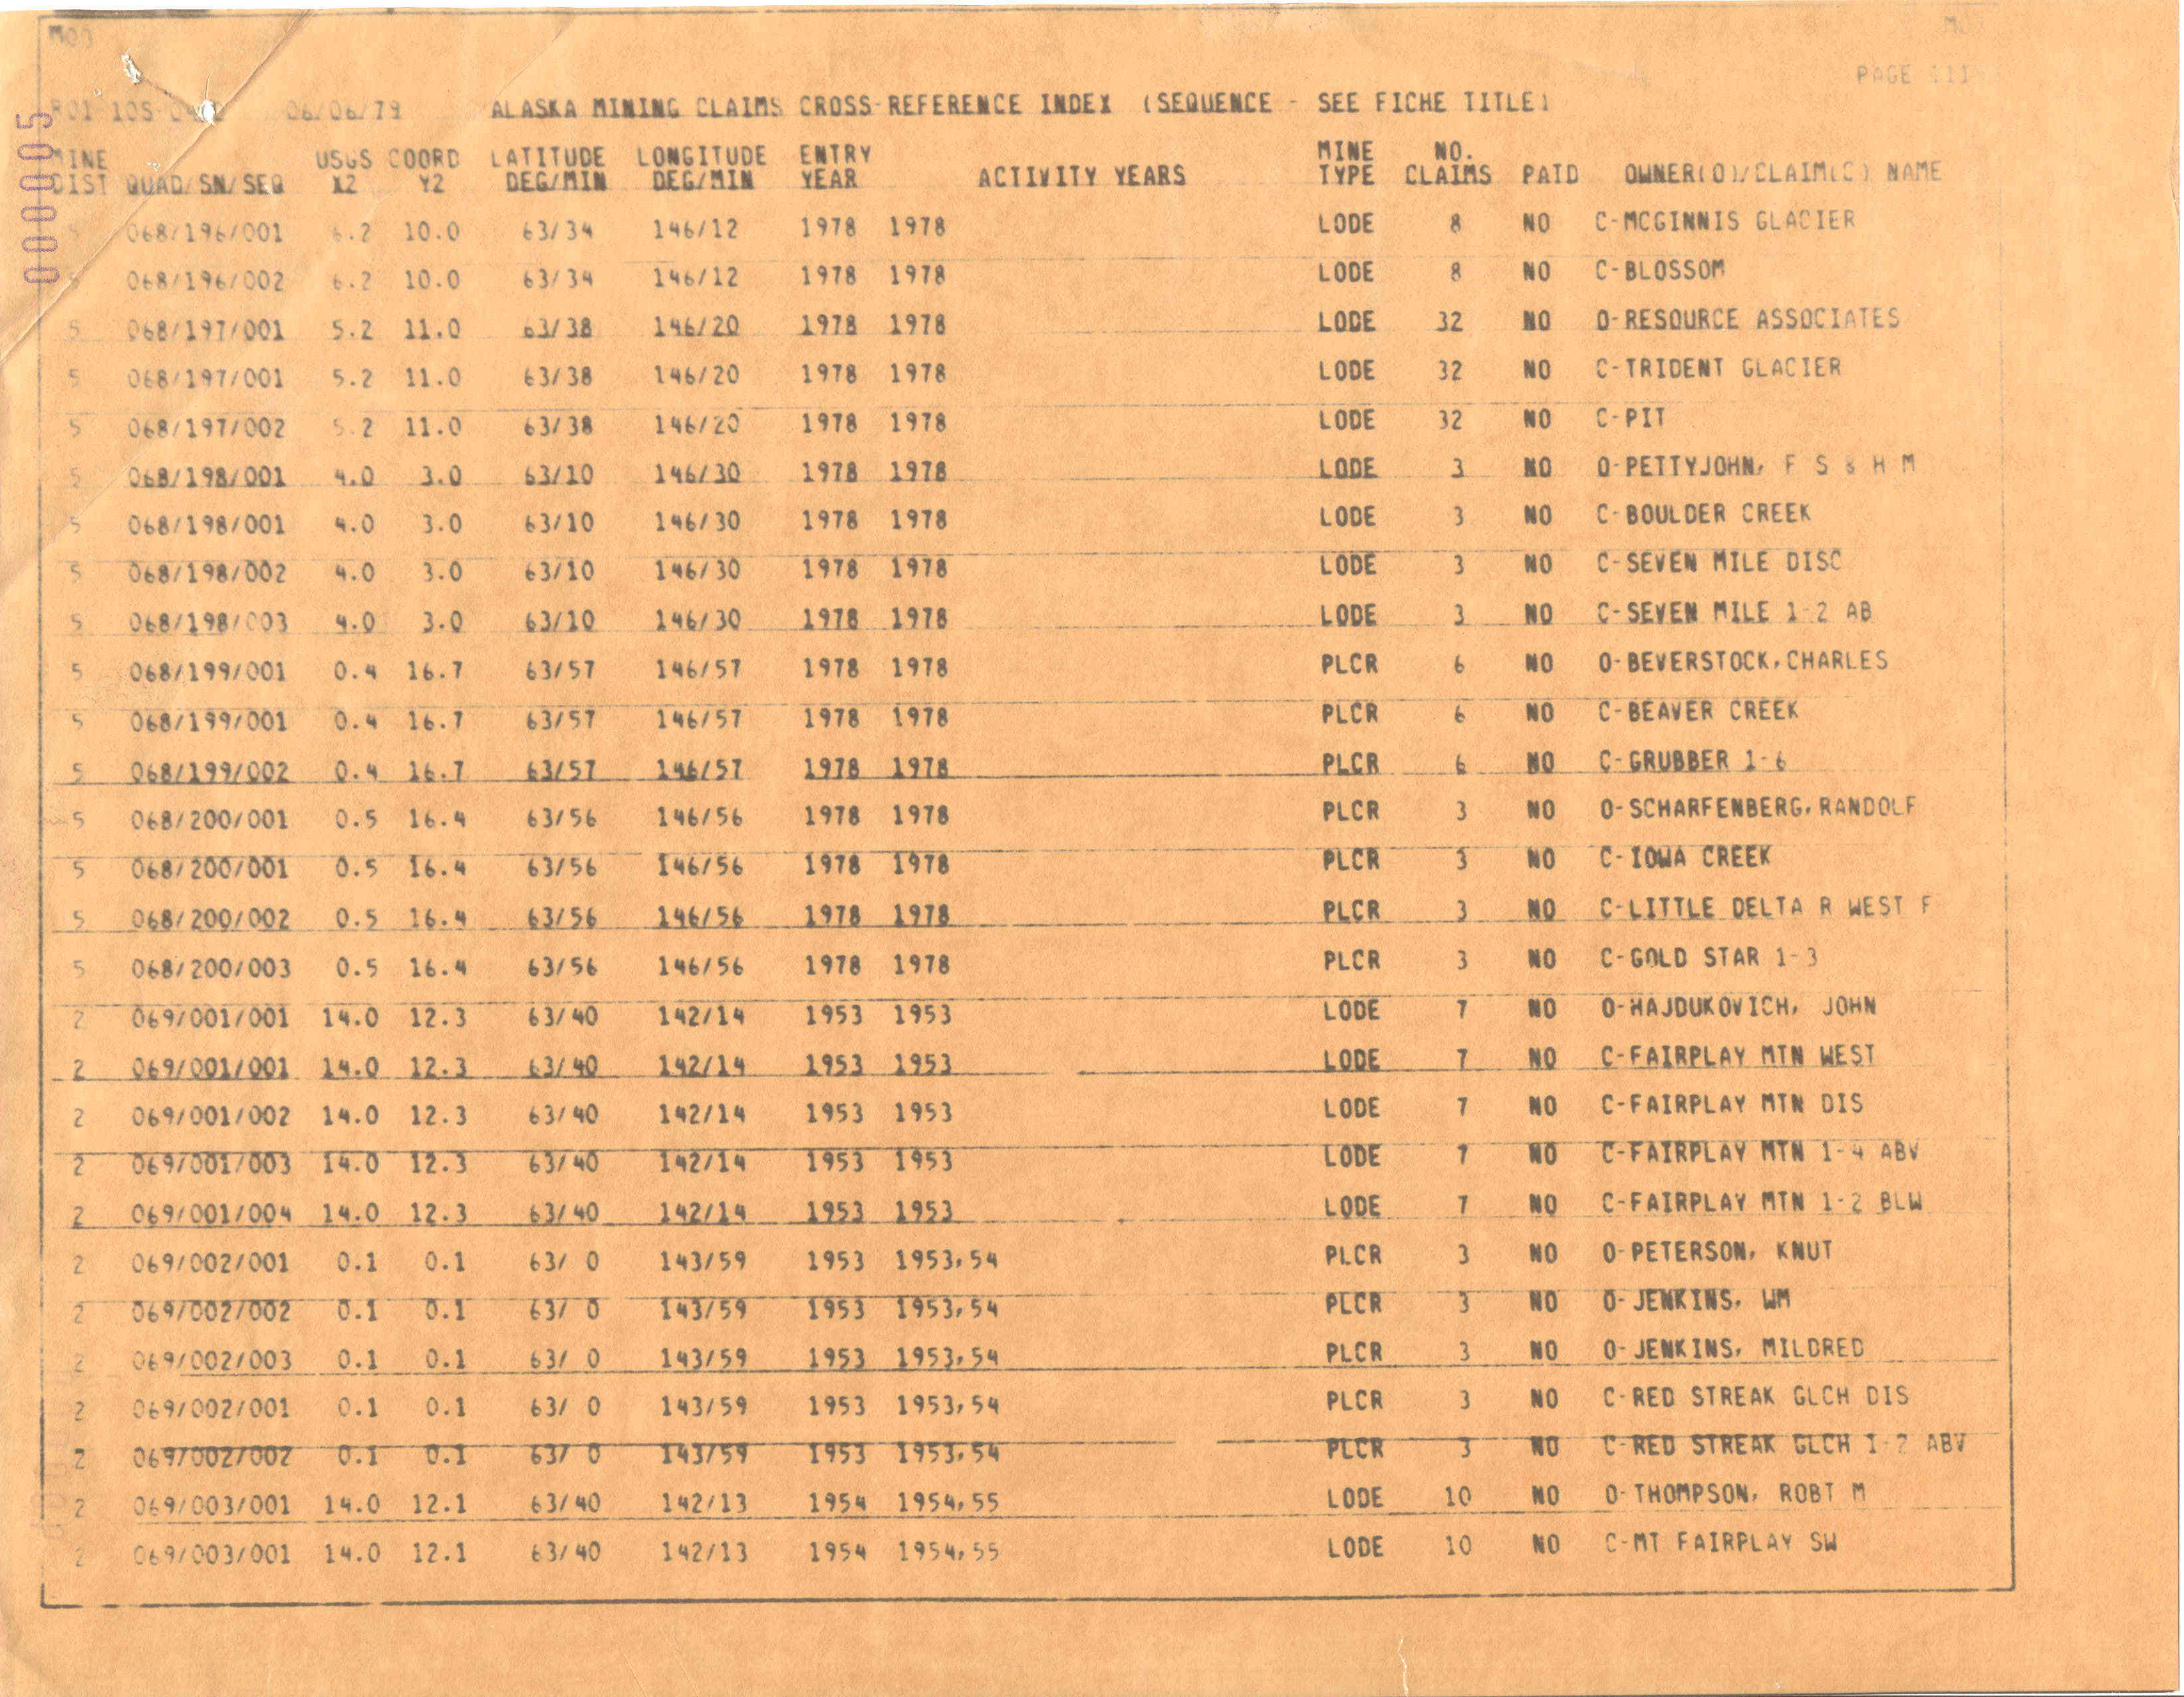 M03
PAGE 111
06/06/79 ALASKA MINING CLAIMS CROSS-REFERENCE INDEX (SEQUENCE - SEE FICHE TITLE)
000005
MINE USGS COORD LATITUDE LONGITUDE ENTRY MINE NO.
DIST QUAD/SN/SEQ X2 Y2 DEG/MIN DEG/MIN YEAR ACTIVITY YEARS TYPE CLAIMS PAID OWNER(O)/CLAIM(C) NAME
5 068/196/001 6.2 10.0 63/34 146/12 1978 1978 LODE 8 NO C-MCGINNIS GLACIER
5 068/196/002 6.2 10.0 63/34 146/12 1978 1978 LODE 8 NO C-BLOSSOM
5 068/197/001 5.2 11.0 63/38 146/20 1978 1978 LODE 32 NO O-RESOURCE ASSOCIATES
5 068/197/001 5.2 11.0 63/38 146/20 1978 1978 LODE 32 NO C-TRIDENT GLACIER
5 068/197/002 5.2 11.0 63/38 146/20 1978 1978 LODE 32 NO C-PIT
5 068/198/001 4.0 3.0 63/10 146/30 1978 1978 LODE 3 NO O-PETTYJOHN, F S & H M
5 068/198/001 4.0 3.0 63/10 146/30 1978 1978 LODE 3 NO C-BOULDER CREEK
5 068/198/002 4.0 3.0 63/10 146/30 1978 1978 LODE 3 NO C-SEVEN MILE DISC
5 068/198/003 4.0 3.0 63/10 146/30 1978 1978 LODE 3 NO C-SEVEN MILE 1-2 AB
5 068/199/001 0.4 16.7 63/57 146/57 1978 1978 PLCR 6 NO O-BEVERSTOCK,CHARLES
5 068/199/001 0.4 16.7 63/57 146/57 1978 1978 PLCR 6 NO C-BEAVER CREEK
5 068/199/002 0.4 16.7 63/57 146/57 1978 1978 PLCR 6 NO C-GRUBBER 1-6
5 068/200/001 0.5 16.4 63/56 146/56 1978 1978 PLCR 3 NO O-SCHARFENBERG,RANDOLF
5 068/200/001 0.5 16.4 63/56 146/56 1978 1978 PLCR 3 NO C-IOWA CREEK
5 068/200/002 0.5 16.4 63/56 146/56 1978 1978 PLCR 3 NO C-LITTLE DELTA R WEST F
5 068/200/003 0.5 16.4 63/56 146/56 1978 1978 PLCR 3 NO C-GOLD STAR 1-3
2 069/001/001 14.0 12.3 63/40 142/14 1953 1953 LODE 7 NO O-HAJDUKOVICH, JOHN
2 069/001/001 14.0 12.3 63/40 142/14 1953 1953 LODE 7 NO C-FAIRPLAY MTN WEST
2 069/001/002 14.0 12.3 63/40 142/14 1953 1953 LODE 7 NO C-FAIRPLAY MTN DIS
2 069/001/003 14.0 12.3 63/40 142/14 1953 1953 LODE 7 NO C-FAIRPLAY MTN 1-4 ABV
2 069/001/004 14.0 12.3 63/40 142/14 1953 1953 LODE 7 NO C-FAIRPLAY MTN 1-2 BLW
2 069/002/001 0.1 0.1 63/ 0 143/59 1953 1953,54 PLCR 3 NO O-PETERSON, KNUT
2 069/002/002 0.1 0.1 63/ 0 143/59 1953 1953,54 PLCR 3 NO O-JENKINS, WM
2 069/002/003 0.1 0.1 63/ 0 143/59 1953 1953,54 PLCR 3 NO O-JENKINS, MILDRED
2 069/002/001 0.1 0.1 63/ 0 143/59 1953 1953,54 PLCR 3 NO C-RED STREAK GLCH DIS
2 069/002/002 0.1 0.1 63/ 0 143/59 1953 1953,54 PLCR 3 NO C-RED STREAK GLCH 1-2 ABV
2 069/003/001 14.0 12.1 63/40 142/13 1954 1954,55 LODE 10 NO O-THOMPSON, ROBT M
2 069/003/001 14.0 12.1 63/40 142/13 1954 1954,55 LODE 10 NO C-MT FAIRPLAY SW